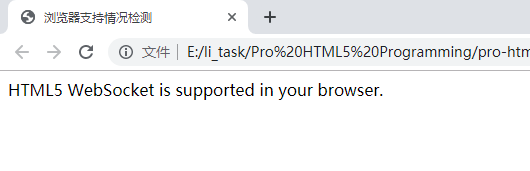 浏览器支持情况检测
文件 E:/li_task/Pro%20HTML5%20Programming/pro-htm
HTML5 WebSocket is supported in your browser.